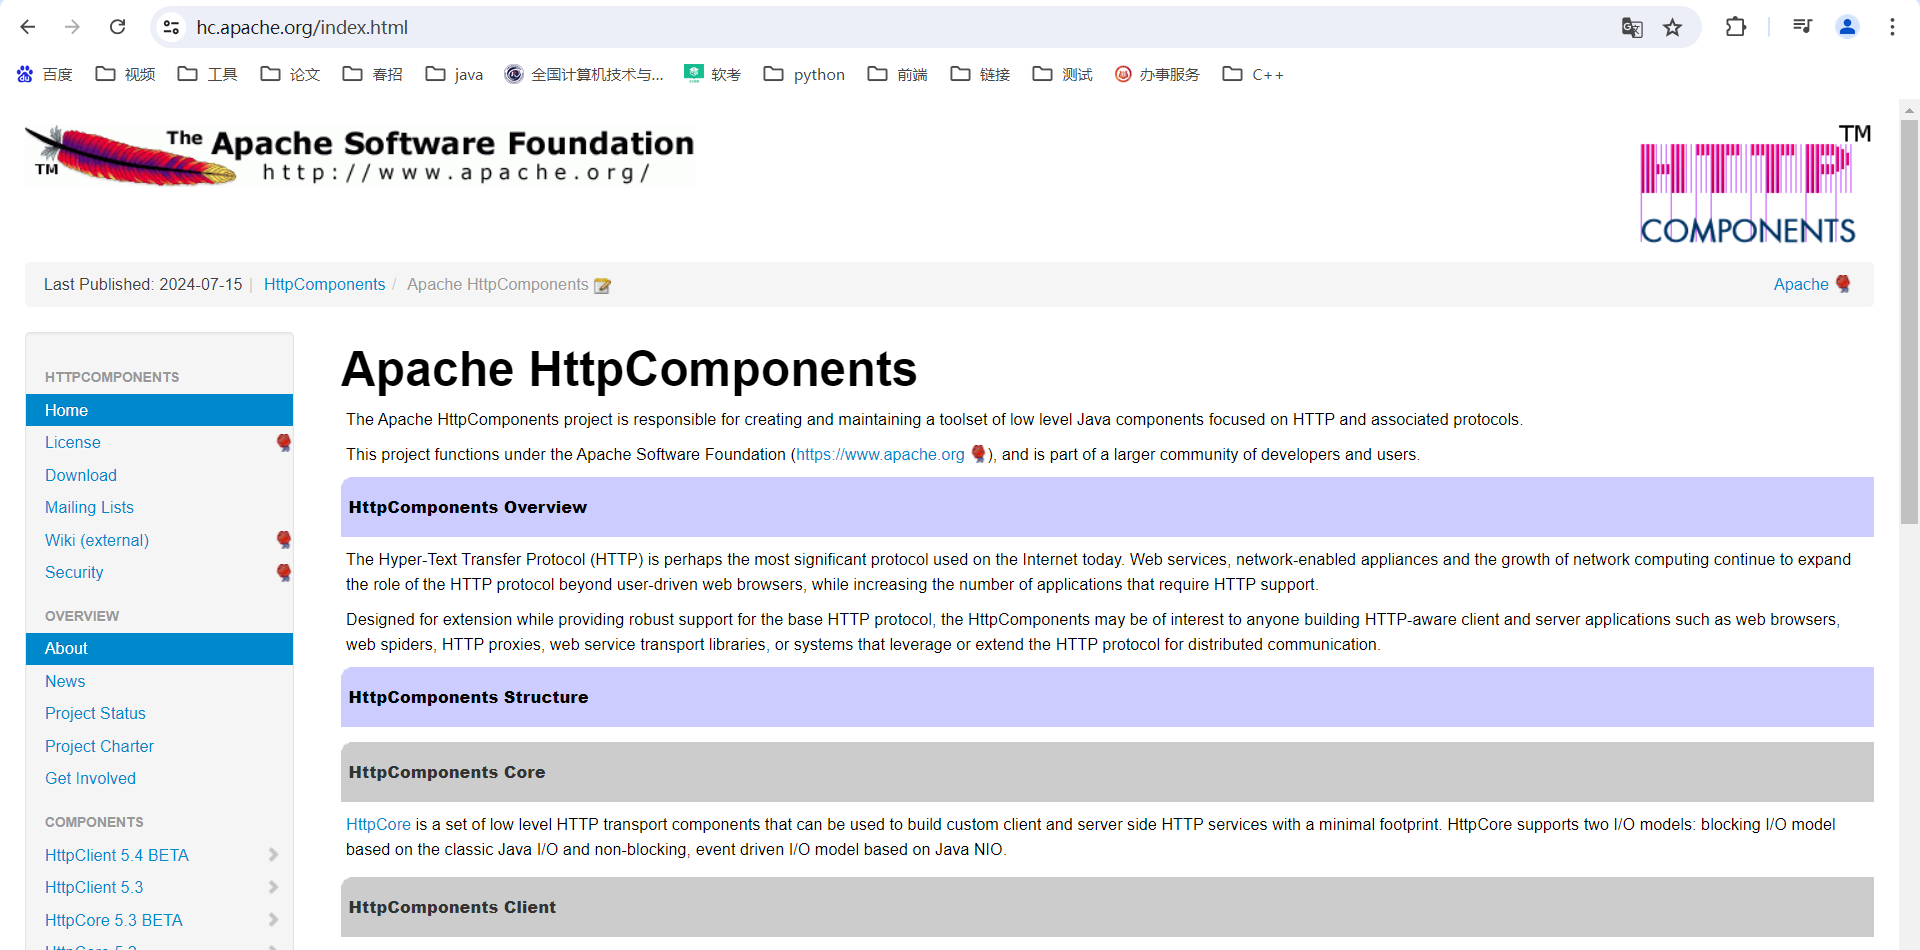 hc.apache.org/index.html
百度 视频 工具 论文 春招 java 全国计算机技术与... 软考 python 前端 链接 测试 办事服务 C++
The Apache Software Foundation
http://www.apache.org/
TM
TM
HTTP
COMPONENTS
Last Published: 2024-07-15 | HttpComponents / Apache HttpComponents
Apache
HTTPCOMPONENTS
Home
License
Download
Mailing Lists
Wiki (external)
Security
OVERVIEW
About
News
Project Status
Project Charter
Get Involved
COMPONENTS
HttpClient 5.4 BETA
HttpClient 5.3
HttpCore 5.3 BETA
Apache HttpComponents
The Apache HttpComponents project is responsible for creating and maintaining a toolset of low level Java components focused on HTTP and associated protocols.
This project functions under the Apache Software Foundation (https://www.apache.org ), and is part of a larger community of developers and users.
HttpComponents Overview
The Hyper-Text Transfer Protocol (HTTP) is perhaps the most significant protocol used on the Internet today. Web services, network-enabled appliances and the growth of network computing continue to expand
the role of the HTTP protocol beyond user-driven web browsers, while increasing the number of applications that require HTTP support.
Designed for extension while providing robust support for the base HTTP protocol, the HttpComponents may be of interest to anyone building HTTP-aware client and server applications such as web browsers,
web spiders, HTTP proxies, web service transport libraries, or systems that leverage or extend the HTTP protocol for distributed communication.
HttpComponents Structure
HttpComponents Core
HttpCore is a set of low level HTTP transport components that can be used to build custom client and server side HTTP services with a minimal footprint. HttpCore supports two I/O models: blocking I/O model
based on the classic Java I/O and non-blocking, event driven I/O model based on Java NIO.
HttpComponents Client